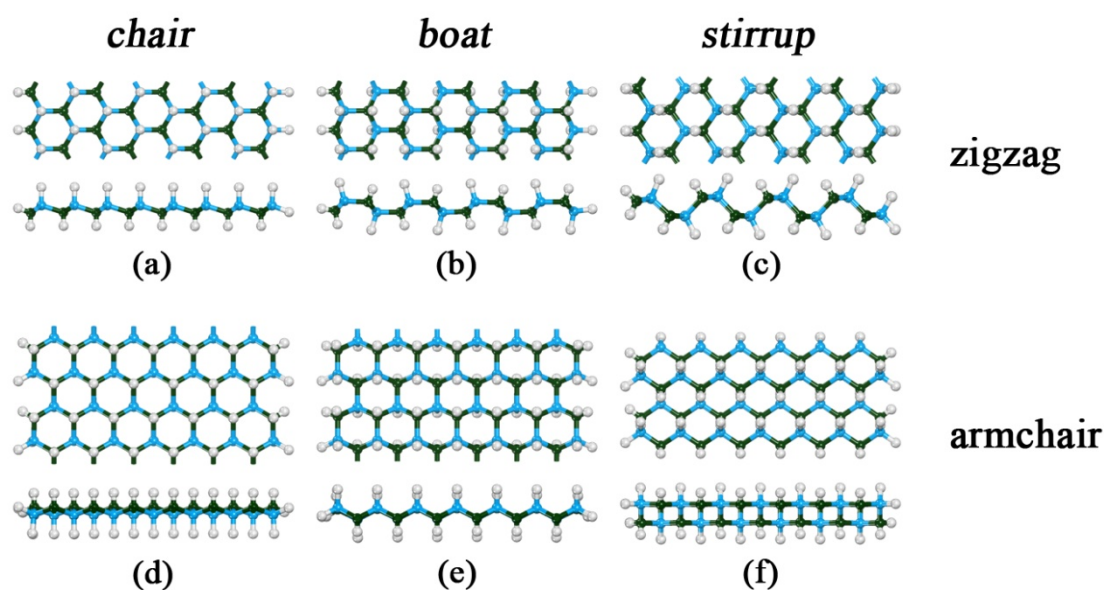 chair boat stirrup
zigzag
(a) (b) (c)
armchair
(d) (e) (f)